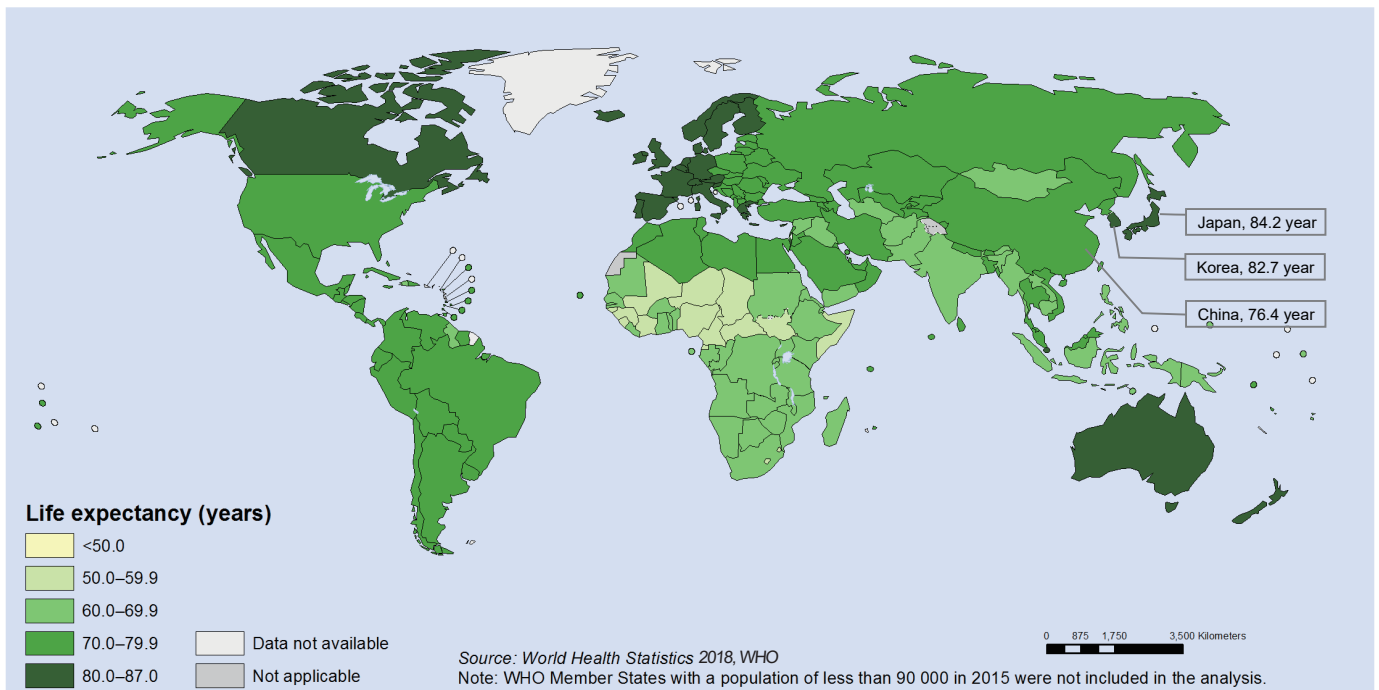 Japan, 84.2 year
Korea, 82.7 year
China, 76.4 year
Life expectancy (years)
<50.0
50.0–59.9
60.0–69.9
70.0–79.9
80.0–87.0
Data not available
Not applicable
0 875 1,750 3,500 Kilometers
Source: World Health Statistics 2018, WHO
Note: WHO Member States with a population of less than 90 000 in 2015 were not included in the analysis.